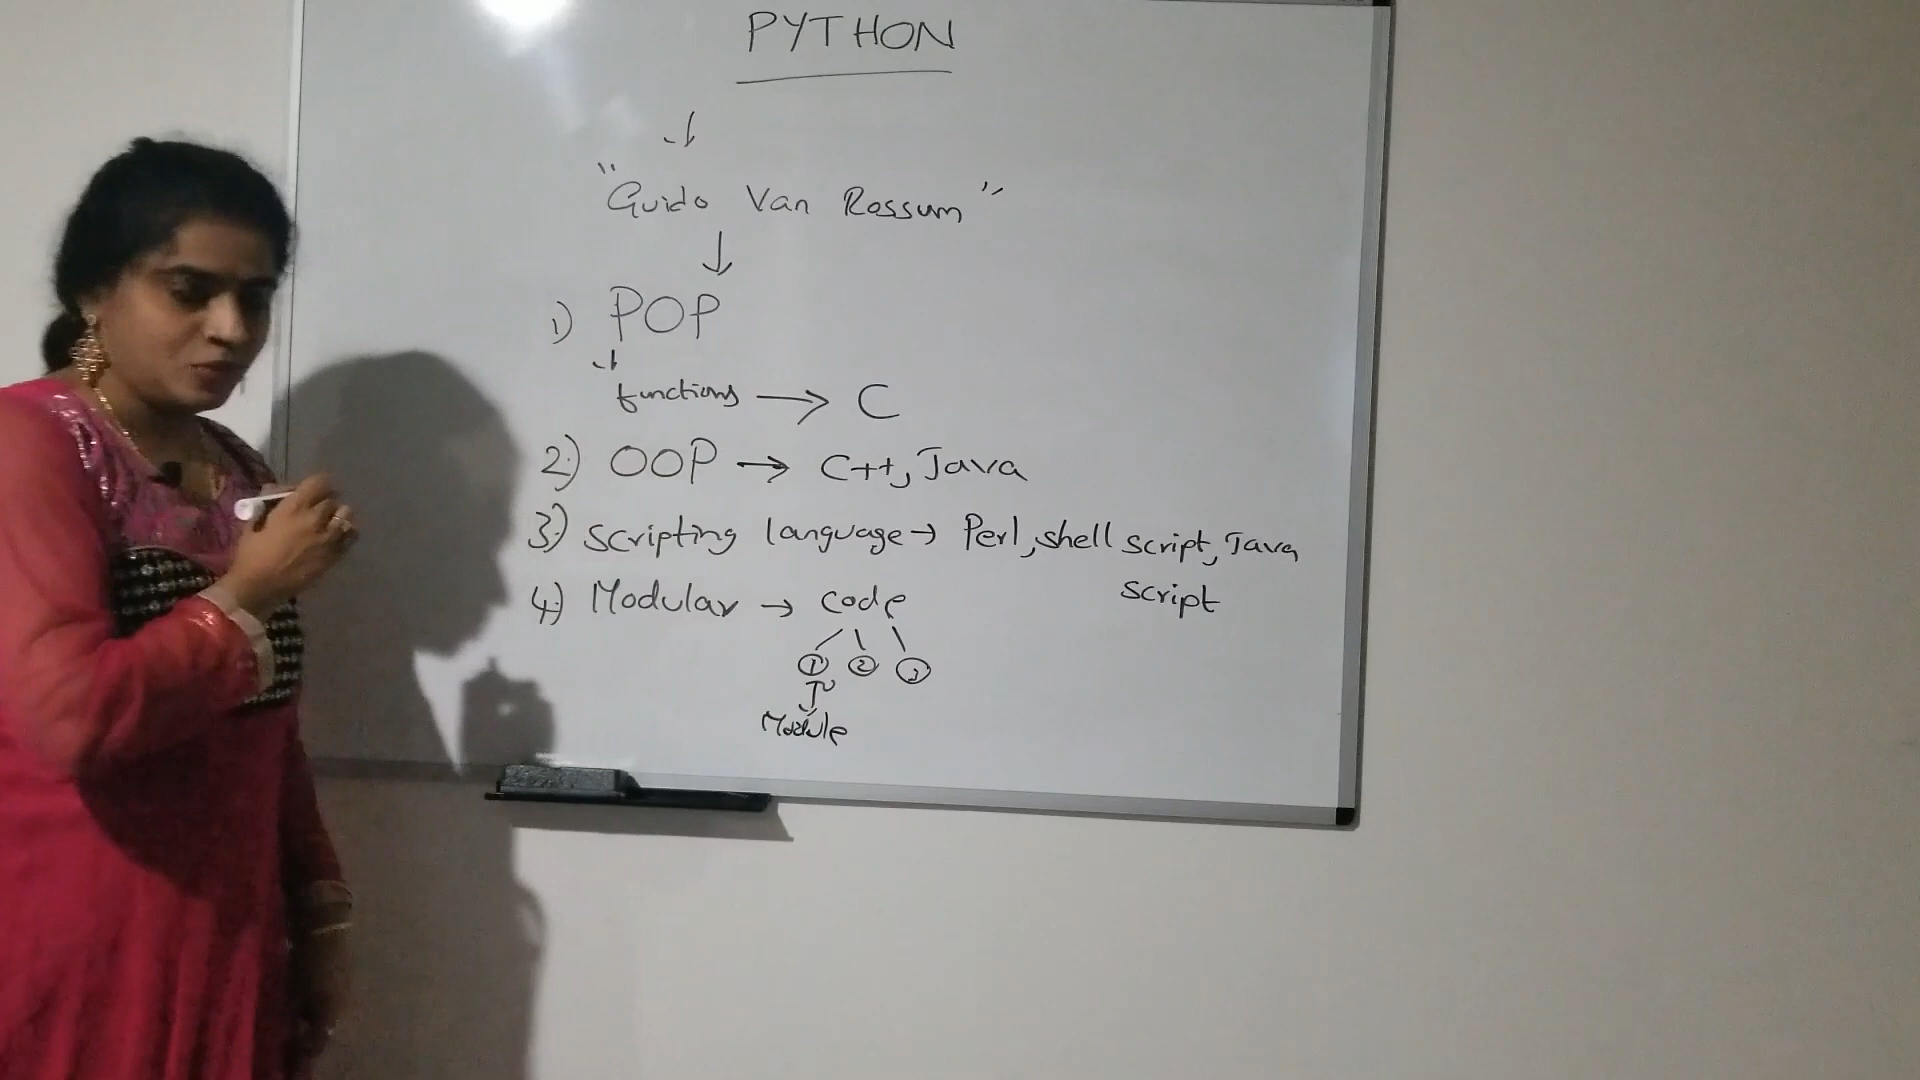 PYTHON
"Guido Van Rossum"
1) POP
functions → C
2) OOP → C++, Java
3) Scripting language → Perl, shell script, Java
script
4) Modular → code
1 2 3
Module